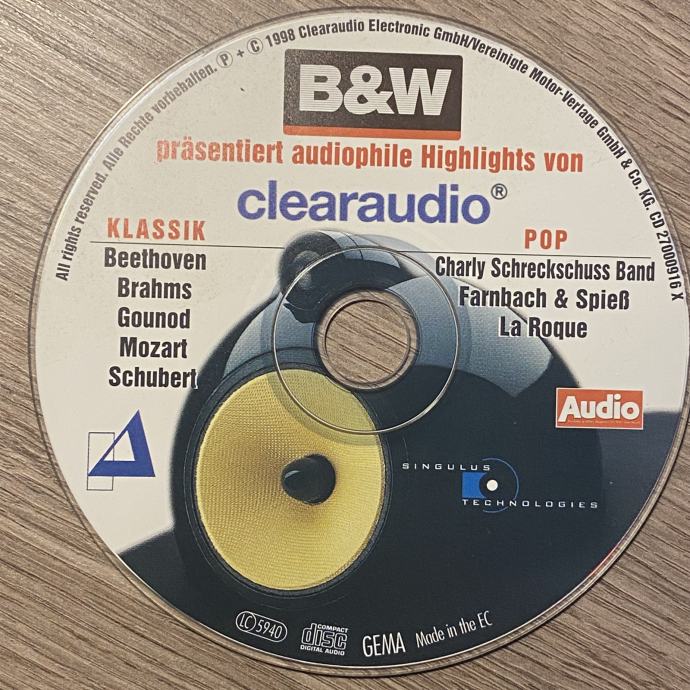 All rights reserved. Alle Rechte vorbehalten. Ⓟ + Ⓒ 1998 Clearaudio Electronic GmbH/Vereinigte Motor-Verlage GmbH & Co. KG. CD 27000916 X
B&W
präsentiert audiophile Highlights von
clearaudio®
KLASSIK
Beethoven
Brahms
Gounod
Mozart
Schubert
POP
Charly Schreckschuss Band
Farnbach & Spieß
La Roque
Audio
SINGULUS
TECHNOLOGIES
LC 5940
COMPACT
disc
DIGITAL AUDIO
GEMA
Made in the EC